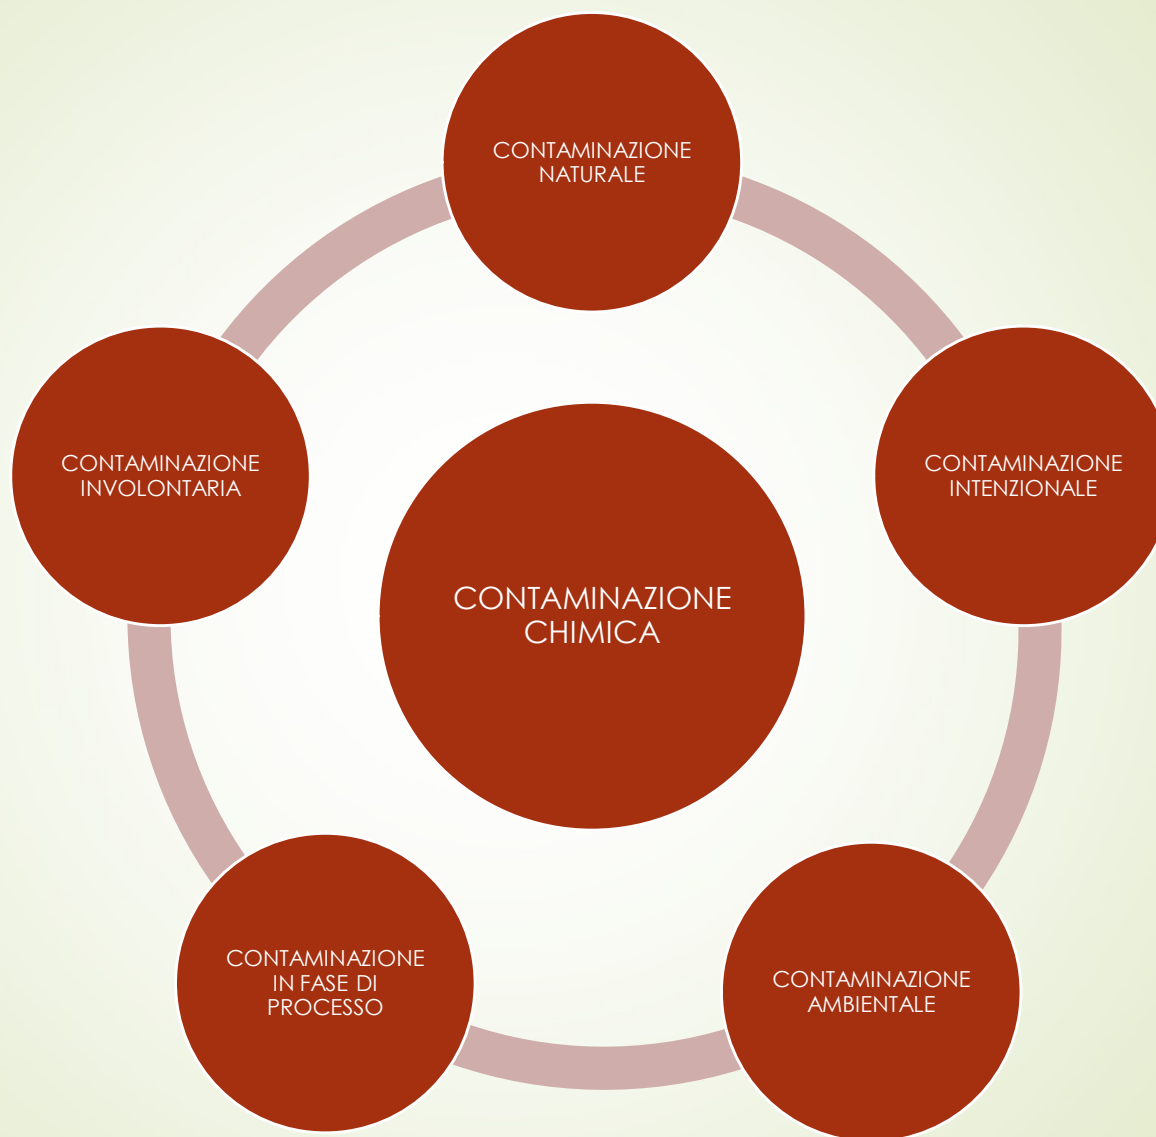 CONTAMINAZIONE
NATURALE
CONTAMINAZIONE
INVOLONTARIA
CONTAMINAZIONE
INTENZIONALE
CONTAMINAZIONE
CHIMICA
CONTAMINAZIONE
IN FASE DI
PROCESSO
CONTAMINAZIONE
AMBIENTALE